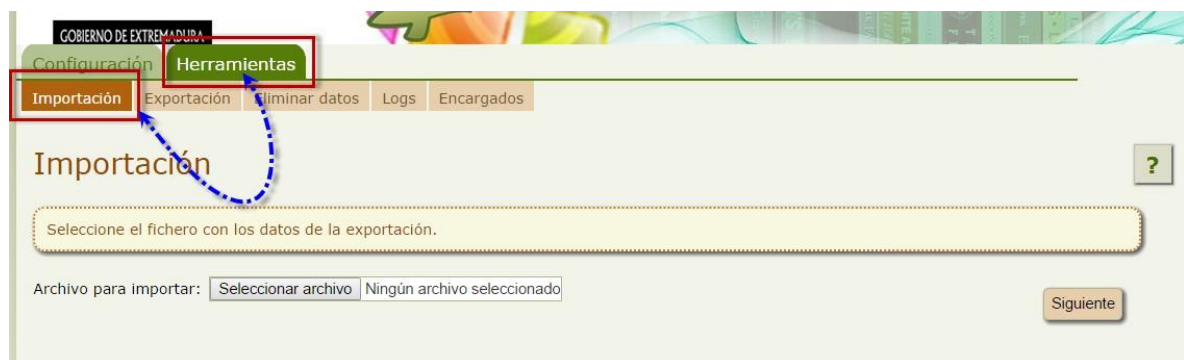 GOBIERNO DE EXTREMADURA
Configuración Herramientas
Importación Exportación Eliminar datos Logs Encargados
Importación
?
Seleccione el fichero con los datos de la exportación.
Archivo para importar: Seleccionar archivo Ningún archivo seleccionado
Siguiente